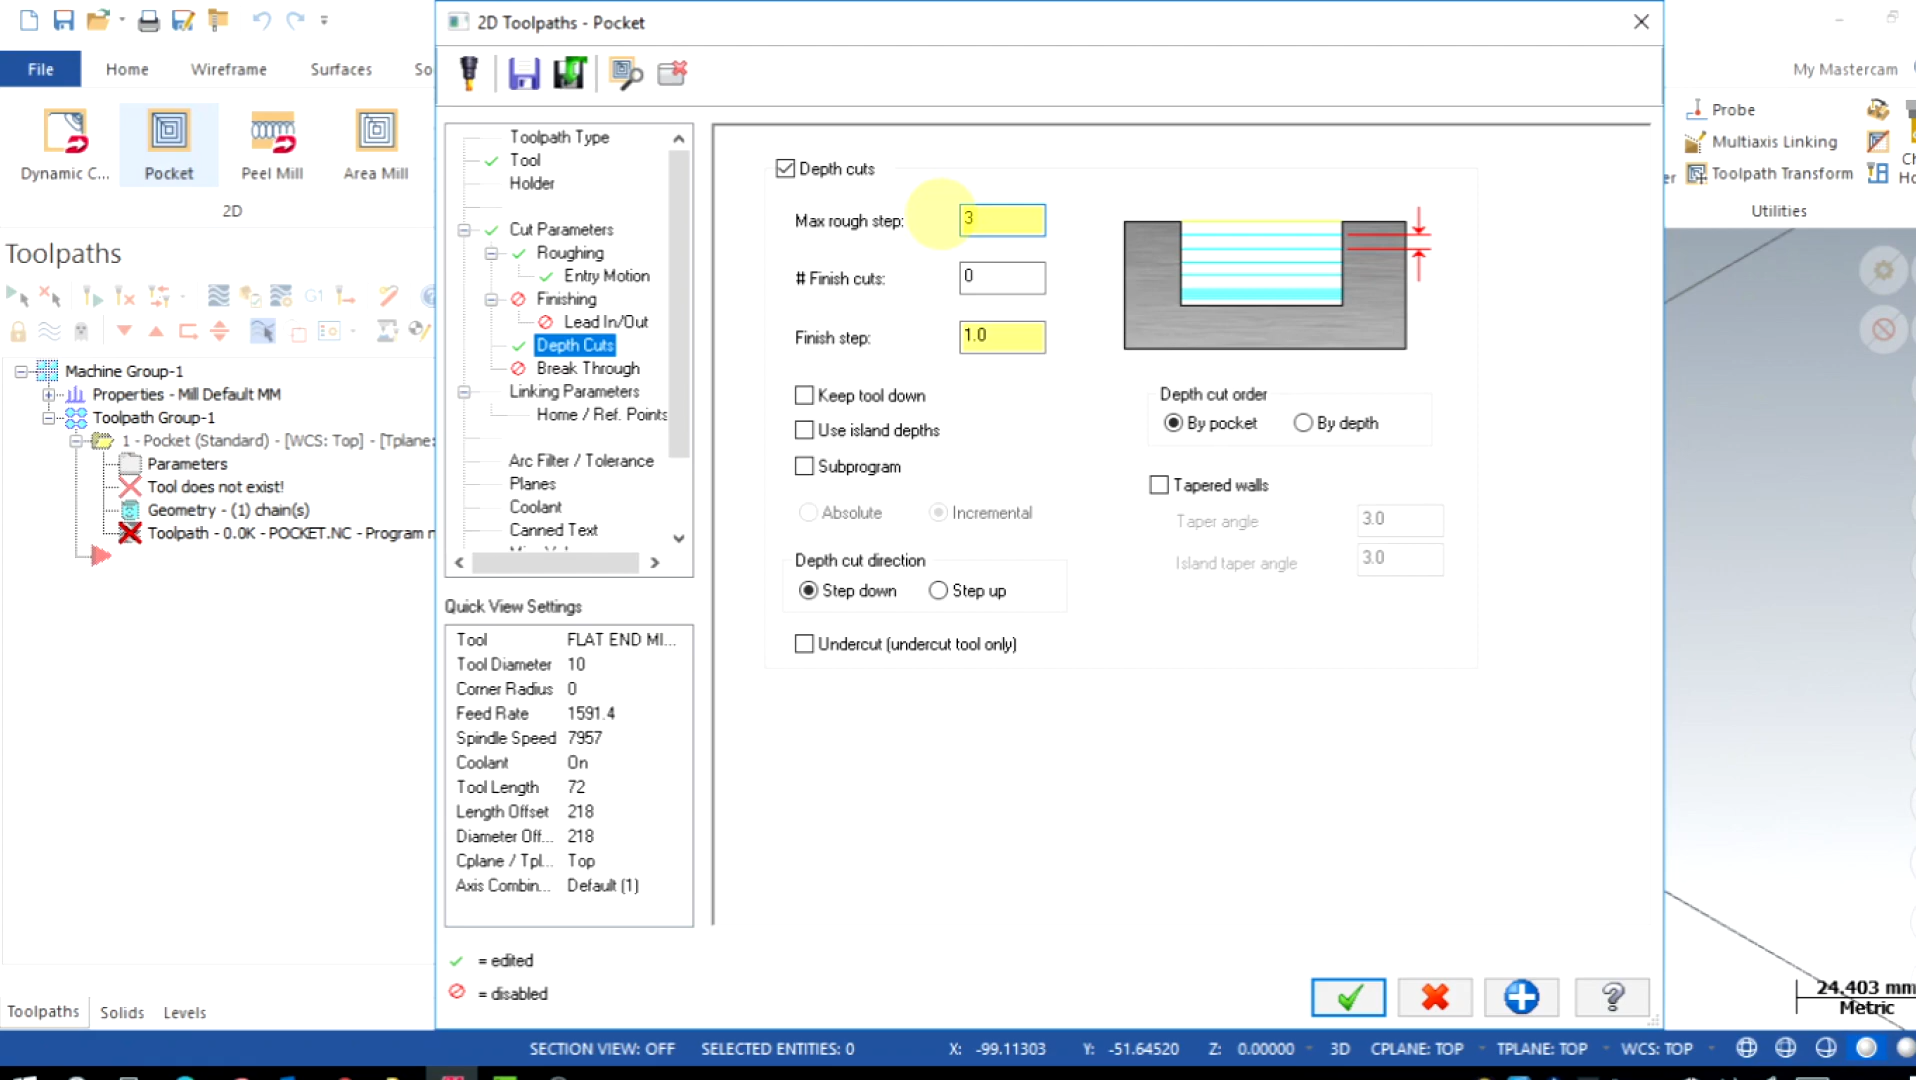 2D Toolpaths - Pocket
File
Home
Wireframe
Surfaces
So
My Mastercam
Dynamic C...
Pocket
Peel Mill
Area Mill
2D
Probe
Multiaxis Linking
Toolpath Transform
er
Ch
Ho
Utilities
Toolpaths
G1
Machine Group-1
Properties - Mill Default MM
Toolpath Group-1
1 - Pocket (Standard) - [WCS: Top] - [Tplane:
Parameters
Tool does not exist!
Geometry - (1) chain(s)
Toolpath - 0.0K - POCKET.NC - Program n
Toolpath Type
Tool
Holder
Cut Parameters
Roughing
Entry Motion
Finishing
Lead In/Out
Depth Cuts
Break Through
Linking Parameters
Home / Ref. Points
Arc Filter / Tolerance
Planes
Coolant
Canned Text
Quick View Settings
Tool FLAT END MI...
Tool Diameter 10
Corner Radius 0
Feed Rate 1591.4
Spindle Speed 7957
Coolant On
Tool Length 72
Length Offset 218
Diameter Off... 218
Cplane / Tpl... Top
Axis Combin... Default (1)
= edited
= disabled
Depth cuts
Max rough step: 3
# Finish cuts: 0
Finish step: 1.0
Keep tool down
Use island depths
Subprogram
Absolute Incremental
Depth cut direction
Step down Step up
Undercut (undercut tool only)
Depth cut order
By pocket By depth
Tapered walls
Taper angle 3.0
Island taper angle 3.0
24.403 mm
Metric
Toolpaths Solids Levels
SECTION VIEW: OFF SELECTED ENTITIES: 0 X: -99.11303 Y: -51.64520 Z: 0.00000 3D CPLANE: TOP TPLANE: TOP WCS: TOP